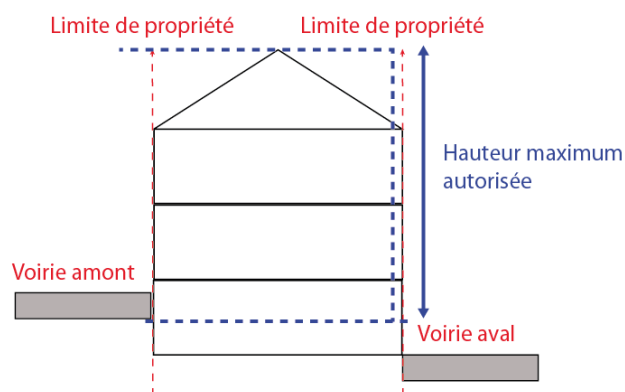 Limite de propriété
Limite de propriété
Hauteur maximum
autorisée
Voirie amont
Voirie aval